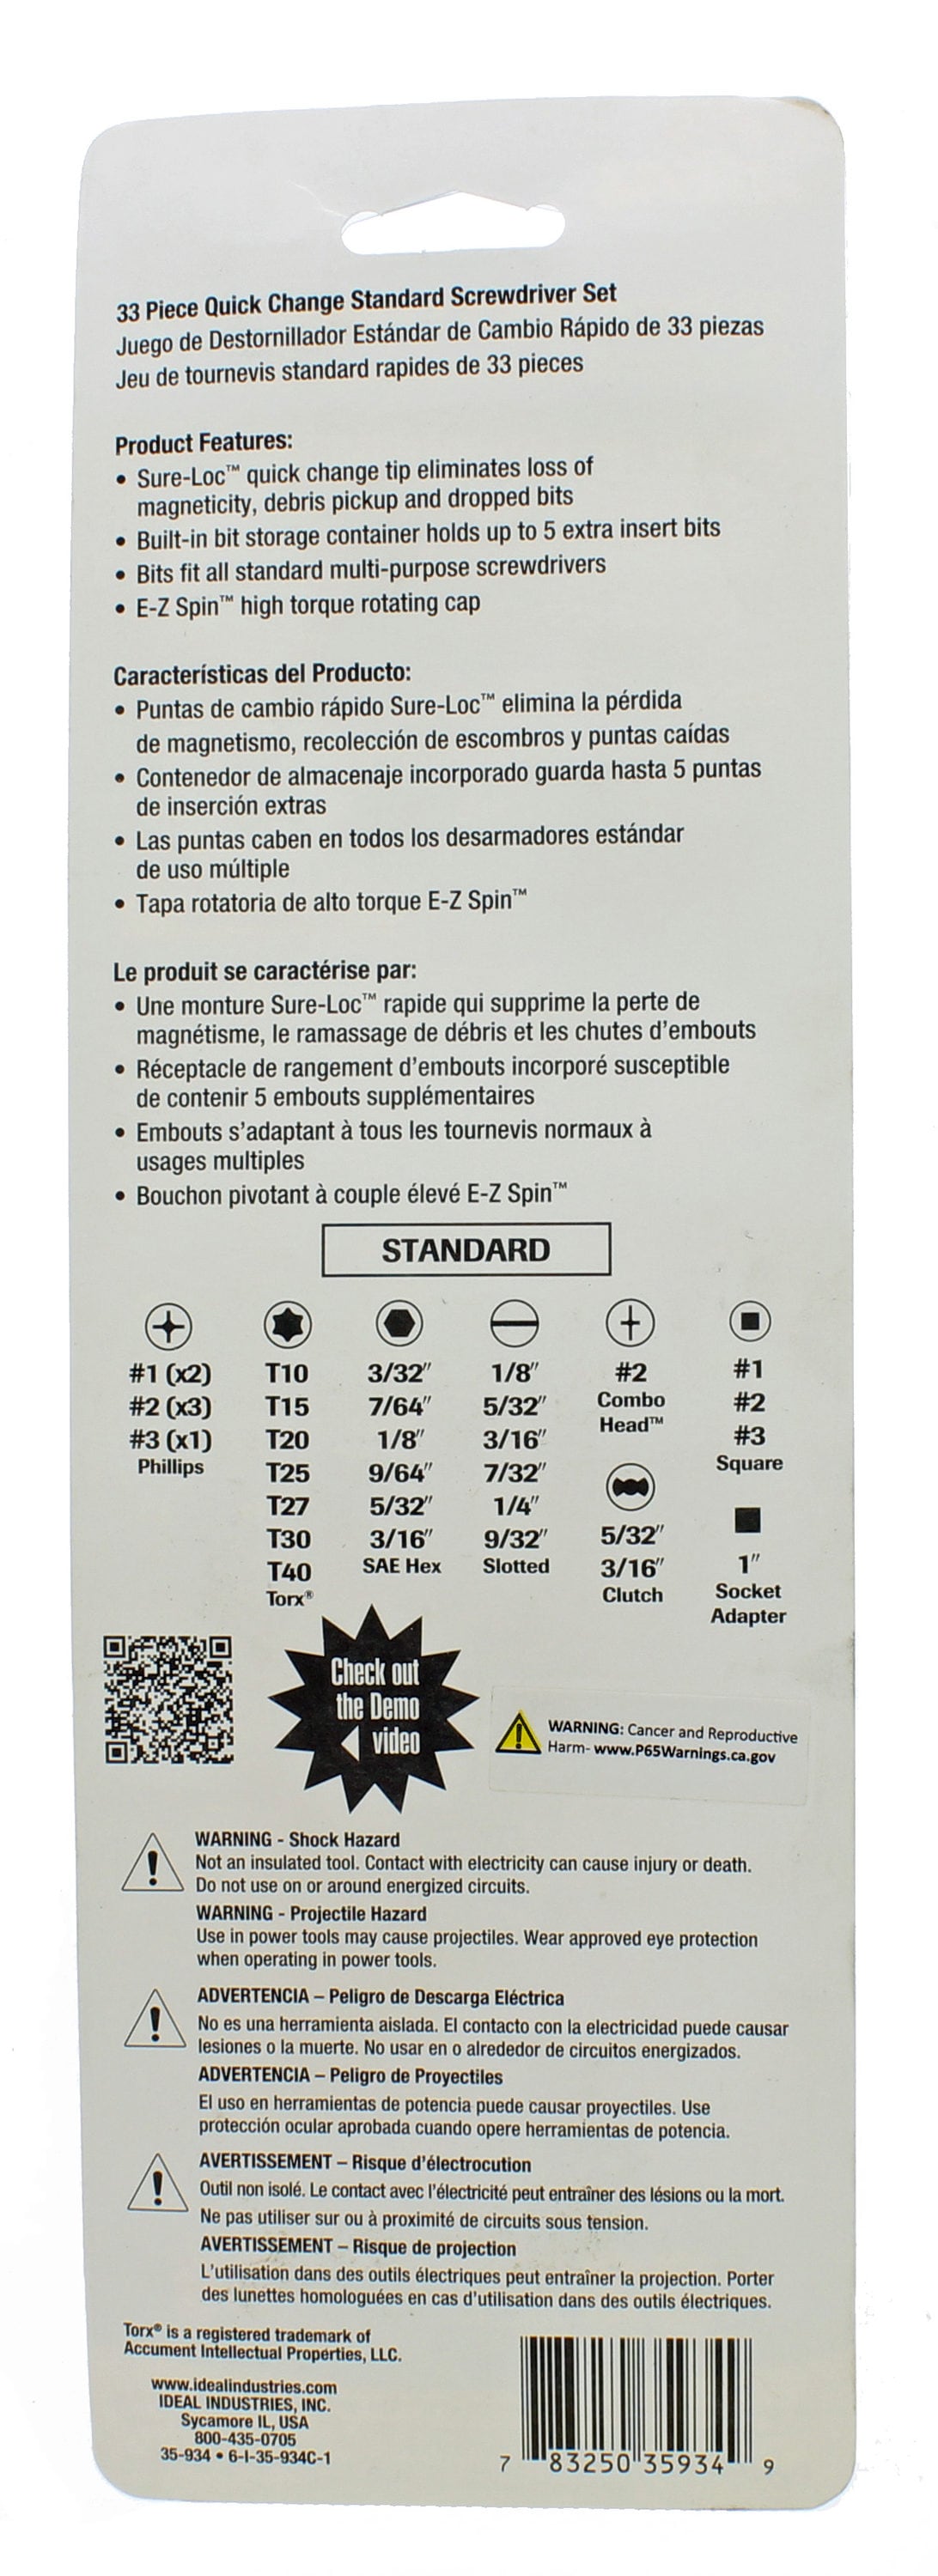 33 Piece Quick Change Standard Screwdriver Set
Juego de Destornillador Estándar de Cambio Rápido de 33 piezas
Jeu de tournevis standard rapides de 33 pieces
Product Features:
• Sure-Loc™ quick change tip eliminates loss of
magneticity, debris pickup and dropped bits
• Built-in bit storage container holds up to 5 extra insert bits
• Bits fit all standard multi-purpose screwdrivers
• E-Z Spin™ high torque rotating cap
Características del Producto:
• Puntas de cambio rápido Sure-Loc™ elimina la pérdida
de magnetismo, recolección de escombros y puntas caídas
• Contenedor de almacenaje incorporado guarda hasta 5 puntas
de inserción extras
• Las puntas caben en todos los desarmadores estándar
de uso múltiple
• Tapa rotatoria de alto torque E-Z Spin™
Le produit se caractérise par:
• Une monture Sure-Loc™ rapide qui supprime la perte de
magnétisme, le ramassage de débris et les chutes d'embouts
• Réceptacle de rangement d'embouts incorporé susceptible
de contenir 5 embouts supplémentaires
• Embouts s'adaptant à tous les tournevis normaux à
usages multiples
• Bouchon pivotant à couple élevé E-Z Spin™
STANDARD
#1 (x2)
#2 (x3)
#3 (x1)
Phillips
T10
T15
T20
T25
T27
T30
T40
Torx®
3/32″
7/64″
1/8″
9/64″
5/32″
3/16″
SAE Hex
1/8″
5/32″
3/16″
7/32″
1/4″
9/32″
Slotted
#2
Combo
Head™
5/32″
3/16″
Clutch
#1
#2
#3
Square
1″
Socket
Adapter
Check out
the Demo
video
WARNING: Cancer and Reproductive
Harm- www.P65Warnings.ca.gov
WARNING - Shock Hazard
Not an insulated tool. Contact with electricity can cause injury or death.
Do not use on or around energized circuits.
WARNING - Projectile Hazard
Use in power tools may cause projectiles. Wear approved eye protection
when operating in power tools.
ADVERTENCIA – Peligro de Descarga Eléctrica
No es una herramienta aislada. El contacto con la electricidad puede causar
lesiones o la muerte. No usar en o alrededor de circuitos energizados.
ADVERTENCIA – Peligro de Proyectiles
El uso en herramientas de potencia puede causar proyectiles. Use
protección ocular aprobada cuando opere herramientas de potencia.
AVERTISSEMENT – Risque d'électrocution
Outil non isolé. Le contact avec l'électricité peut entraîner des lésions ou la mort.
Ne pas utiliser sur ou à proximité de circuits sous tension.
AVERTISSEMENT – Risque de projection
L'utilisation dans des outils électriques peut entraîner la projection. Porter
des lunettes homologuées en cas d'utilisation dans des outils électriques.
Torx® is a registered trademark of
Accument Intellectual Properties, LLC.
www.idealindustries.com
IDEAL INDUSTRIES, INC.
Sycamore IL, USA
800-435-0705
35-934 • 6-I-35-934C-1
7 83250 35934 9